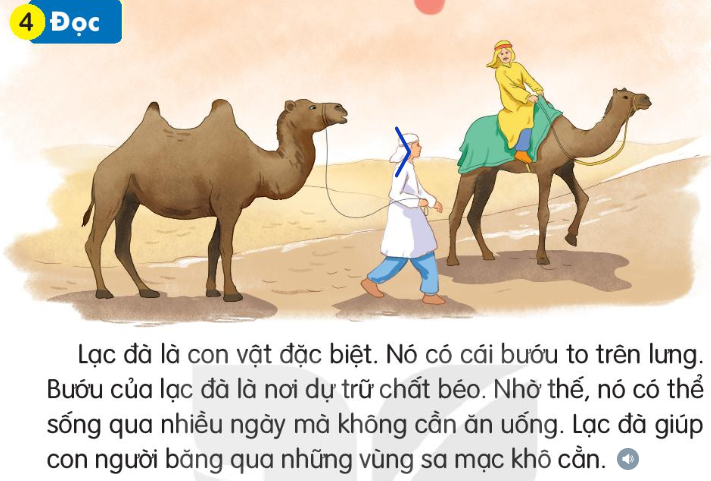 4 Đọc
Lạc đà là con vật đặc biệt. Nó có cái bướu to trên lưng.
Bướu của lạc đà là nơi dự trữ chất béo. Nhờ thế, nó có thể
sống qua nhiều ngày mà không cần ăn uống. Lạc đà giúp
con người băng qua những vùng sa mạc khô cằn.